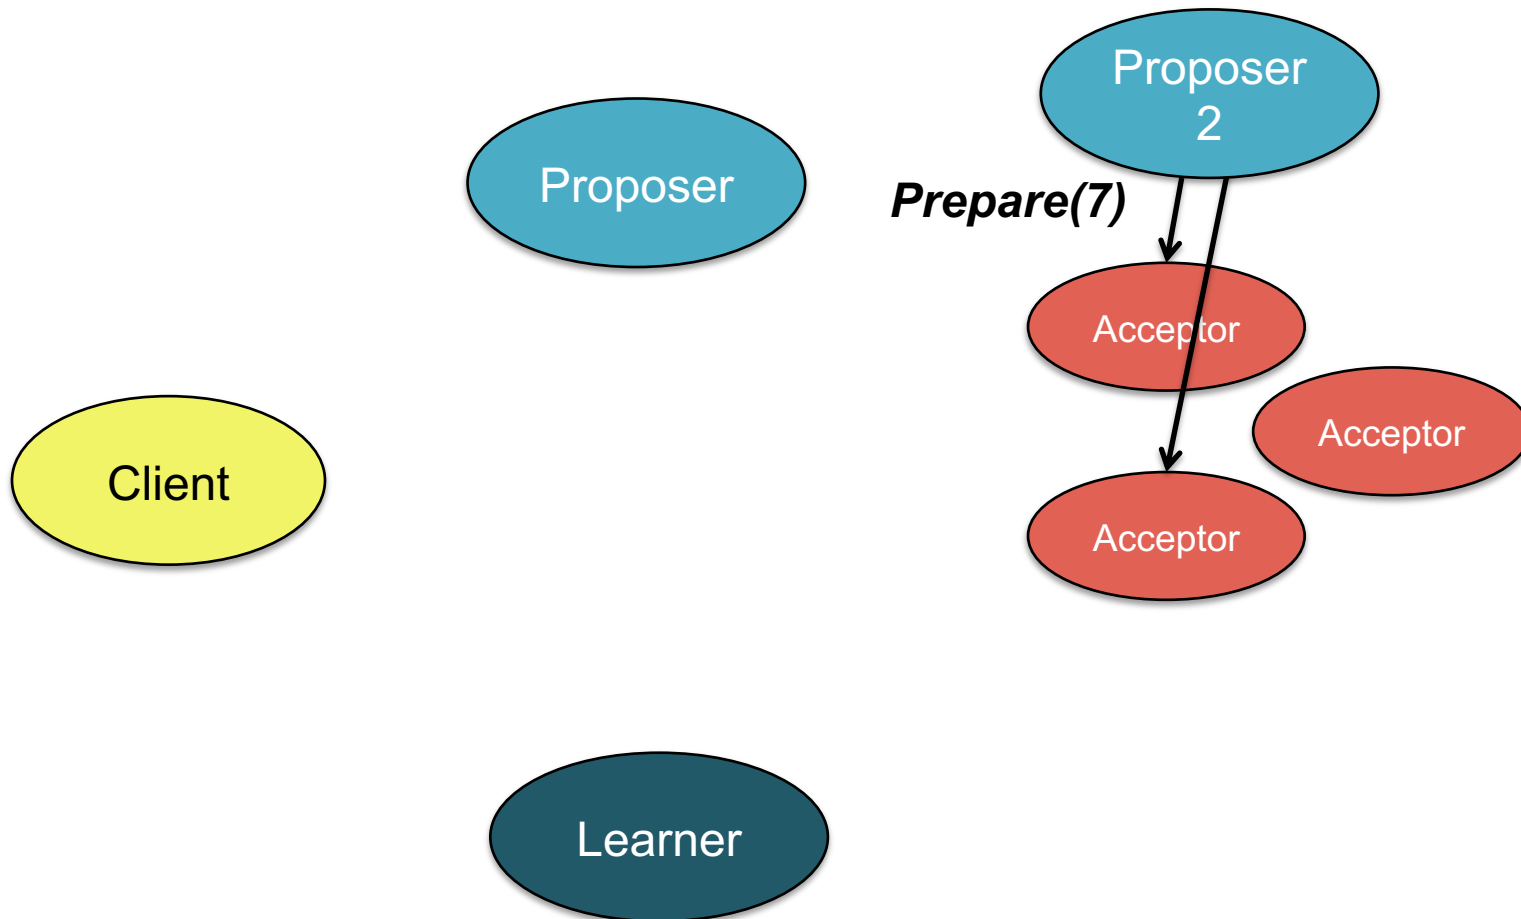 Proposer
2
Proposer
Prepare(7)
Acceptor
Acceptor
Client
Acceptor
Learner